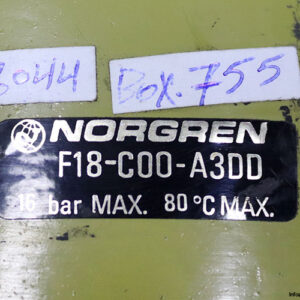 3044
Box.755
NORGREN
F18-C00-A3DD
16 bar MAX. 80°C MAX.